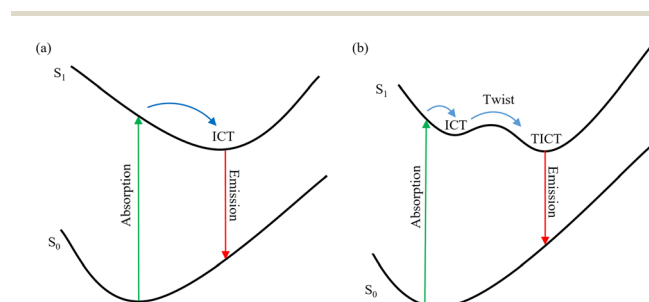 (a)
S1
ICT
Absorption
Emission
S0
(b)
S1
ICT
Twist
TICT
Absorption
Emission
S0